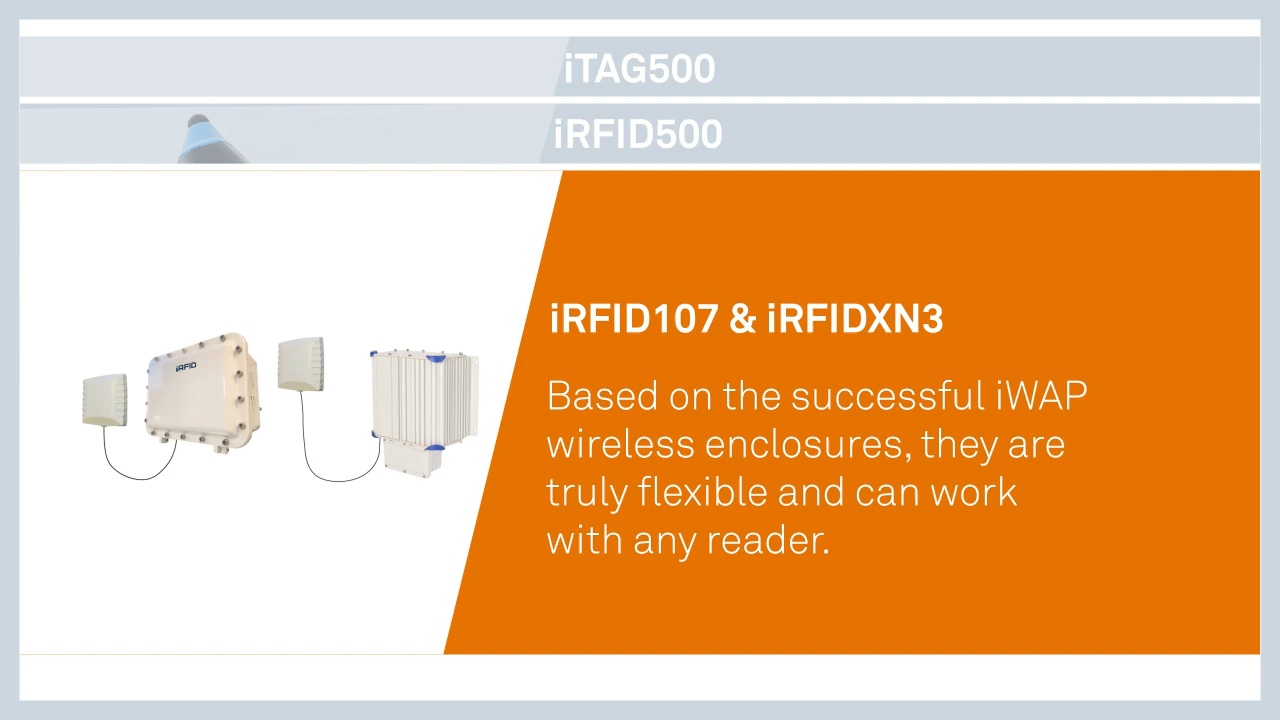 iTAG500
iRFID500
iRFID107 & iRFIDXN3
iRFID
Based on the successful iWAP
wireless enclosures, they are
truly flexible and can work
with any reader.